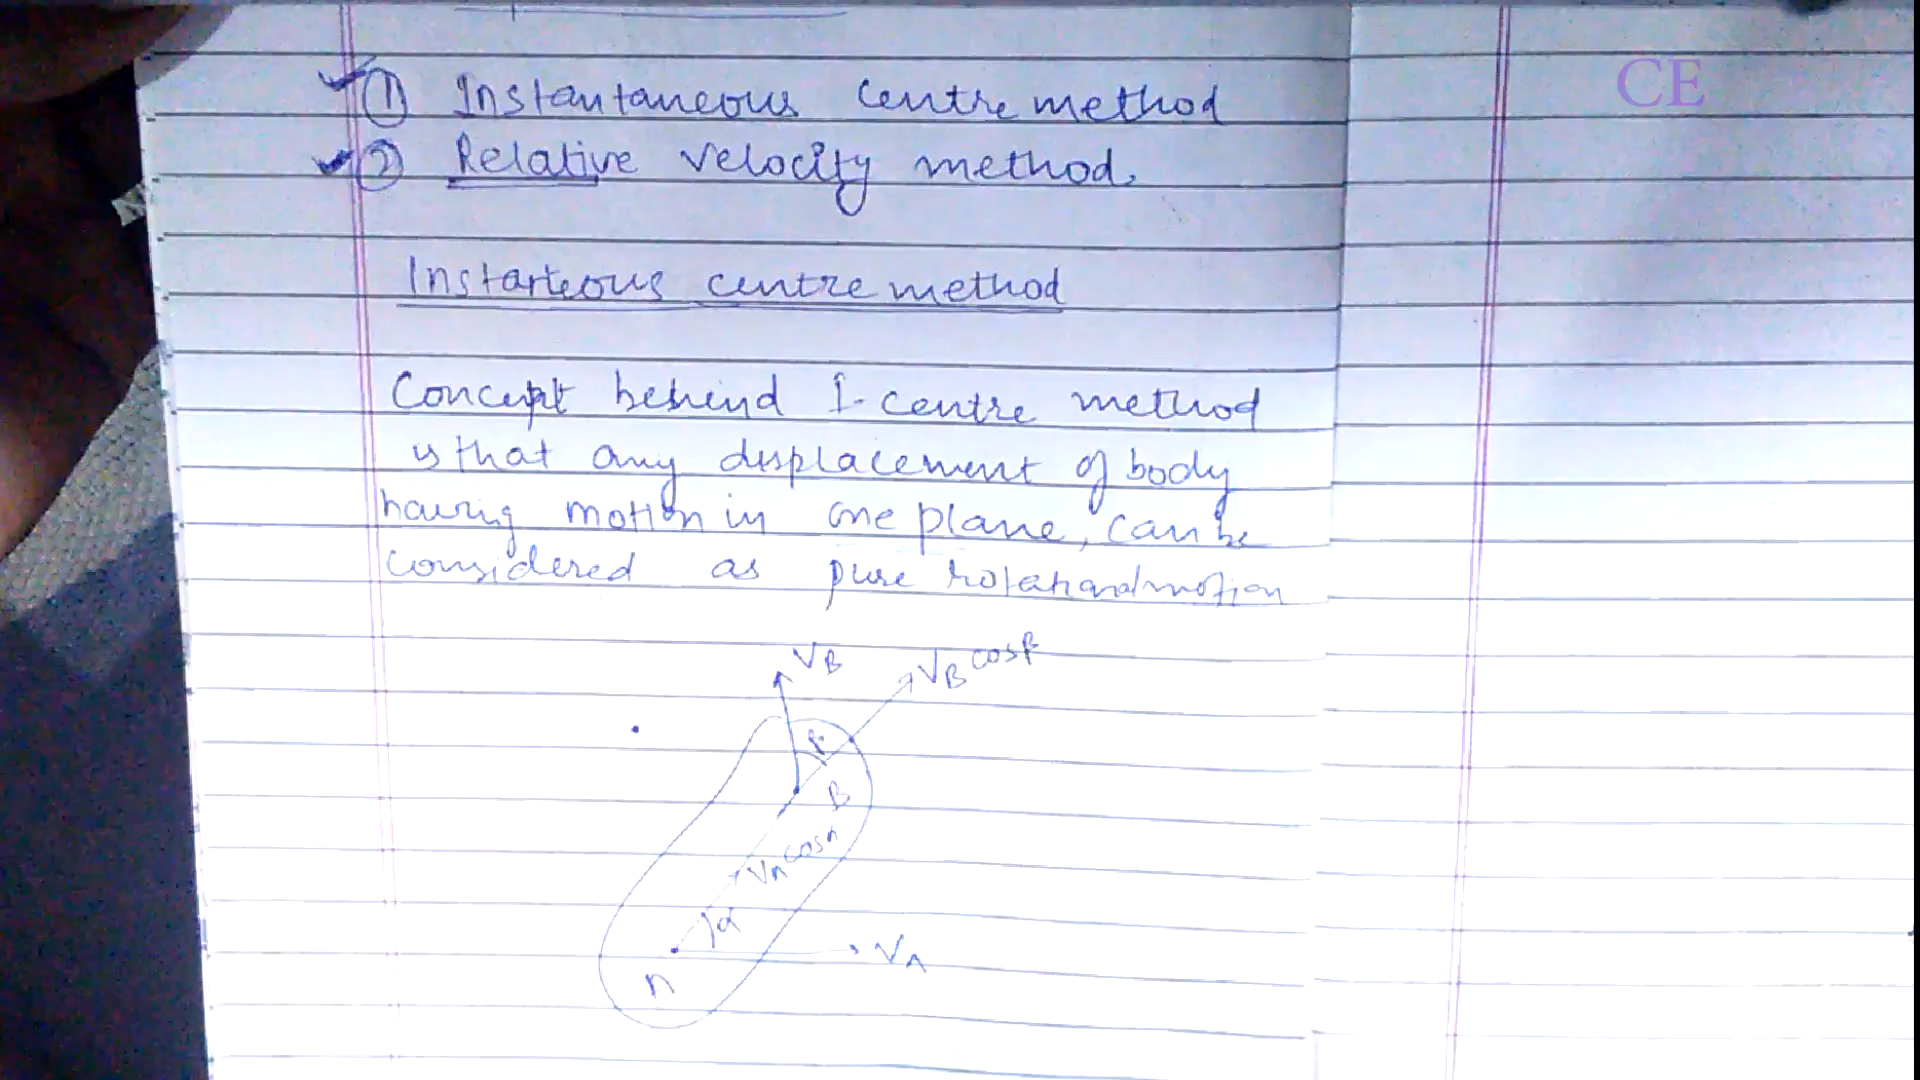 CE
① Instantaneous centre method
② Relative velocity method.
Instarteous centre method
Concept behind I-centre method
is that any displacement of body
having motion in one plane, can be
considered as pure rotational motion
VB
VB cosβ
β
B
VA cosα
α
VA
A